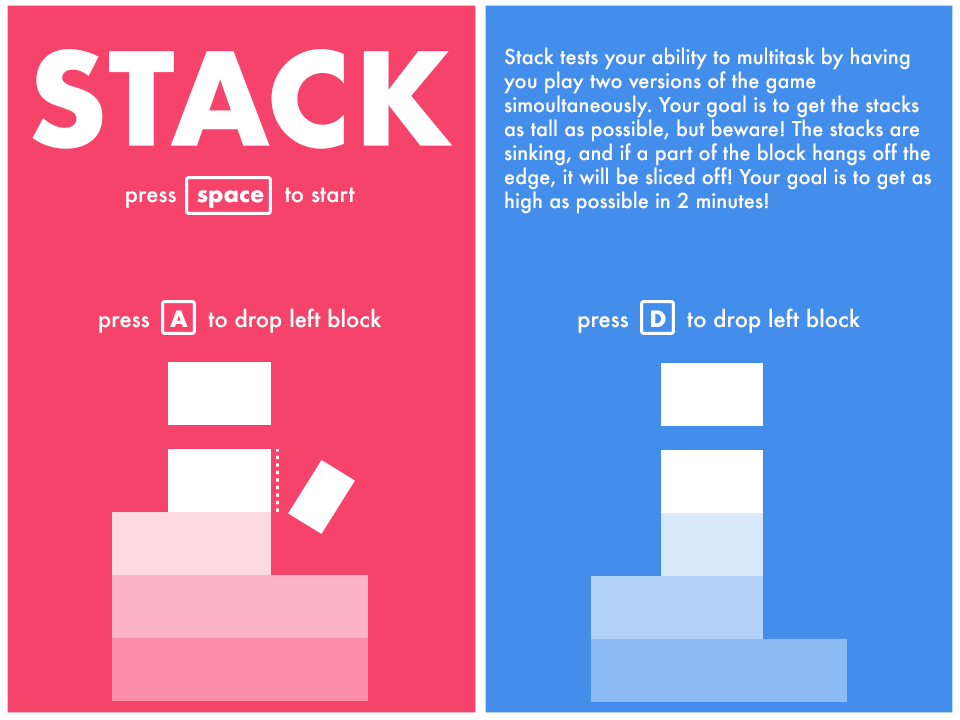 STACK
press space to start
press A to drop left block
Stack tests your ability to multitask by having
you play two versions of the game
simoultaneously. Your goal is to get the stacks
as tall as possible, but beware! The stacks are
sinking, and if a part of the block hangs off the
edge, it will be sliced off! Your goal is to get as
high as possible in 2 minutes!
press D to drop left block